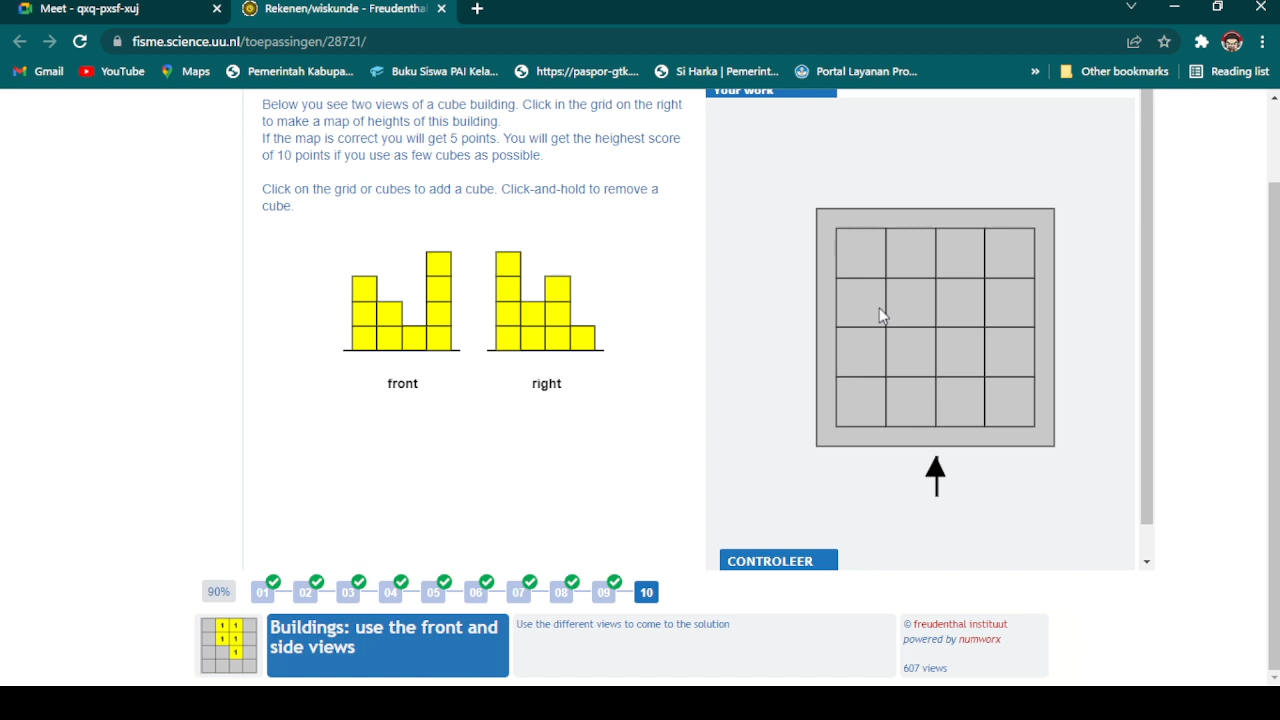 Meet - qxq-pxsf-xuj
Rekenen/wiskunde - Freudenthal
fisme.science.uu.nl/toepassingen/28721/
Gmail
YouTube
Maps
Pemerintah Kabupa...
Buku Siswa PAI Kela...
https://paspor-gtk....
Si Harka | Pemerint...
Portal Layanan Pro...
»
Other bookmarks
Reading list
Below you see two views of a cube building. Click in the grid on the right
to make a map of heights of this building.
If the map is correct you will get 5 points. You will get the heighest score
of 10 points if you use as few cubes as possible.
Click on the grid or cubes to add a cube. Click-and-hold to remove a
cube.
front
right
Your work
CONTROLEER
90%
01
02
03
04
05
06
07
08
09
10
1 1
1 1
1
Buildings: use the front and
side views
Use the different views to come to the solution
© freudenthal instituut
powered by numworx
607 views